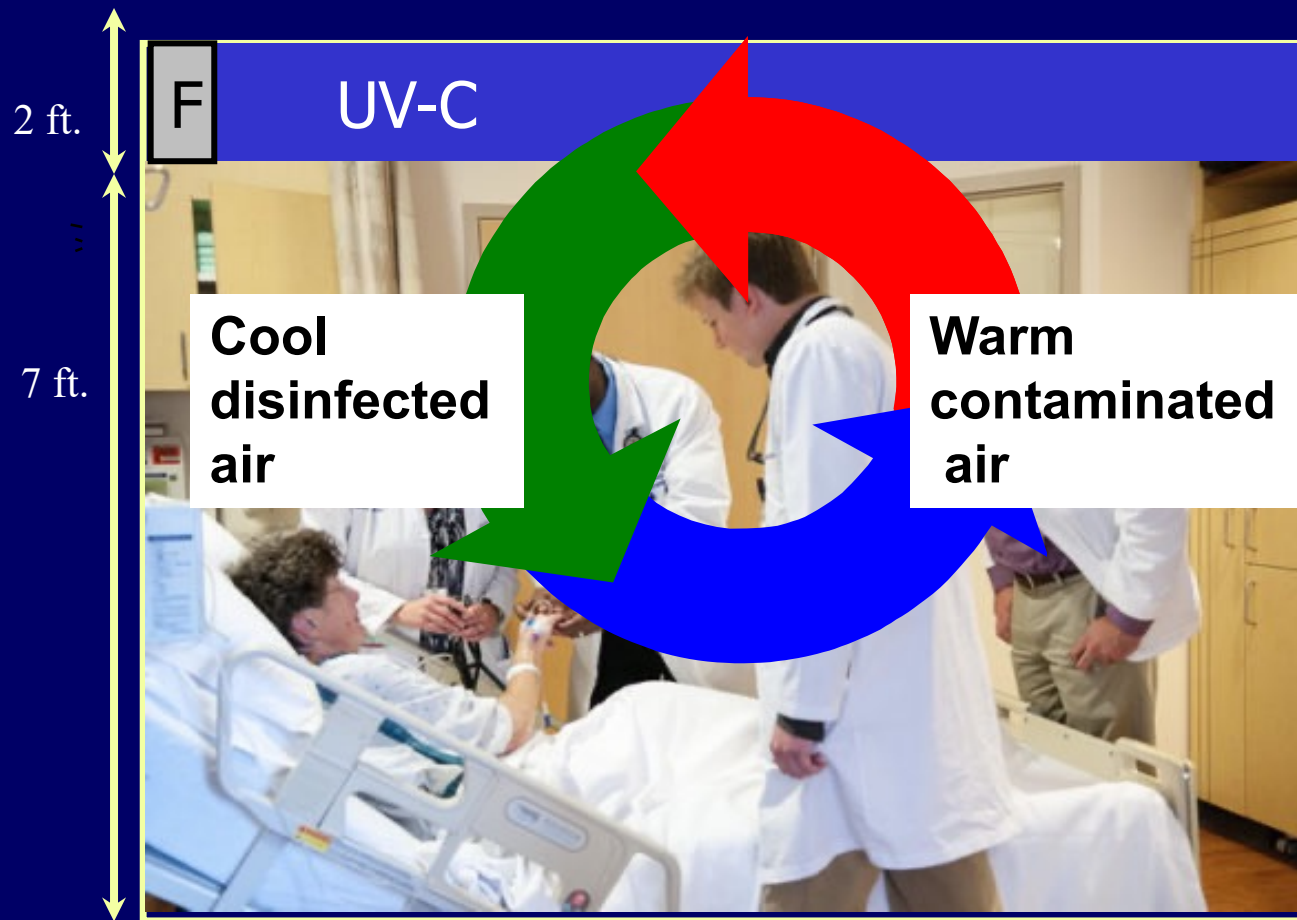 2 ft.
F
UV-C
7 ft.
Cool
disinfected
air
Warm
contaminated
air